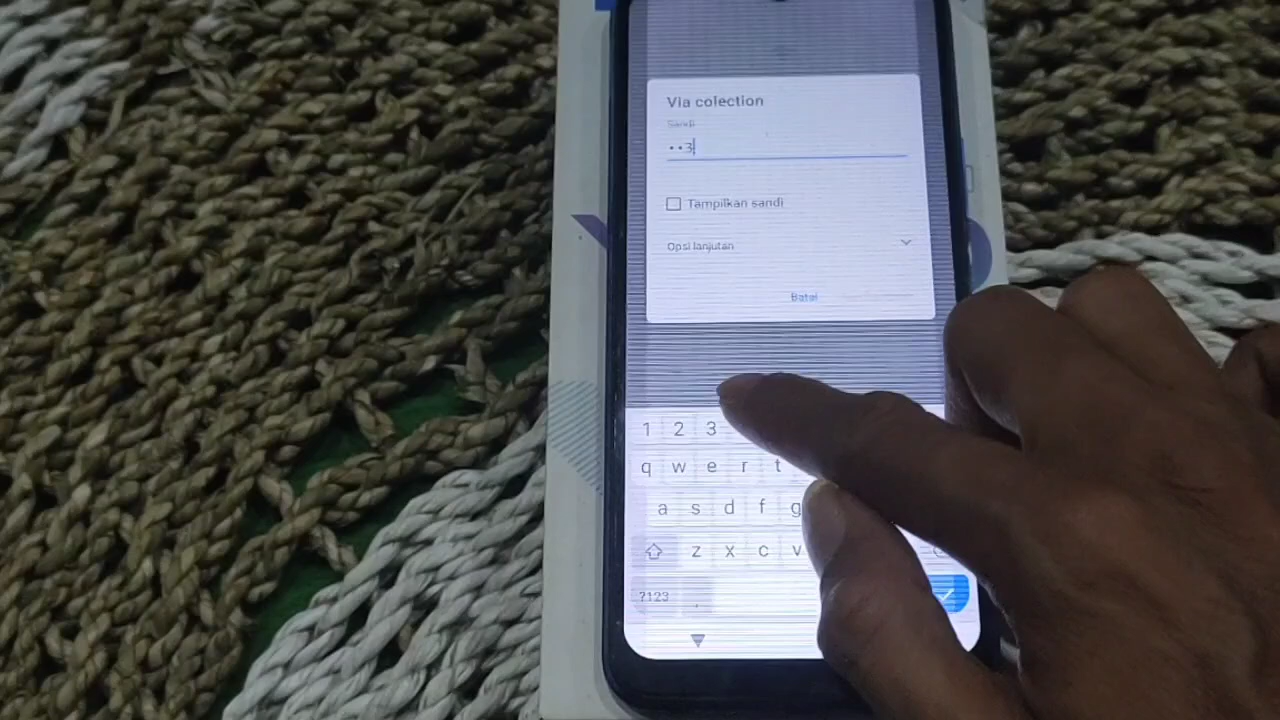 Via colection
Sandi
••3
Tampilkan sandi
Opsi lanjutan
Batal
1 2 3
q w e r t
a s d f g
z x c v
?123 ,